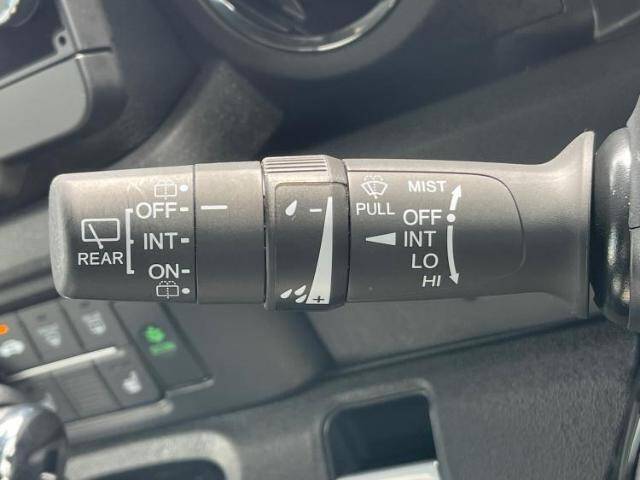 REAR
OFF
INT
ON
−
+
PULL
MIST
OFF
INT
LO
HI